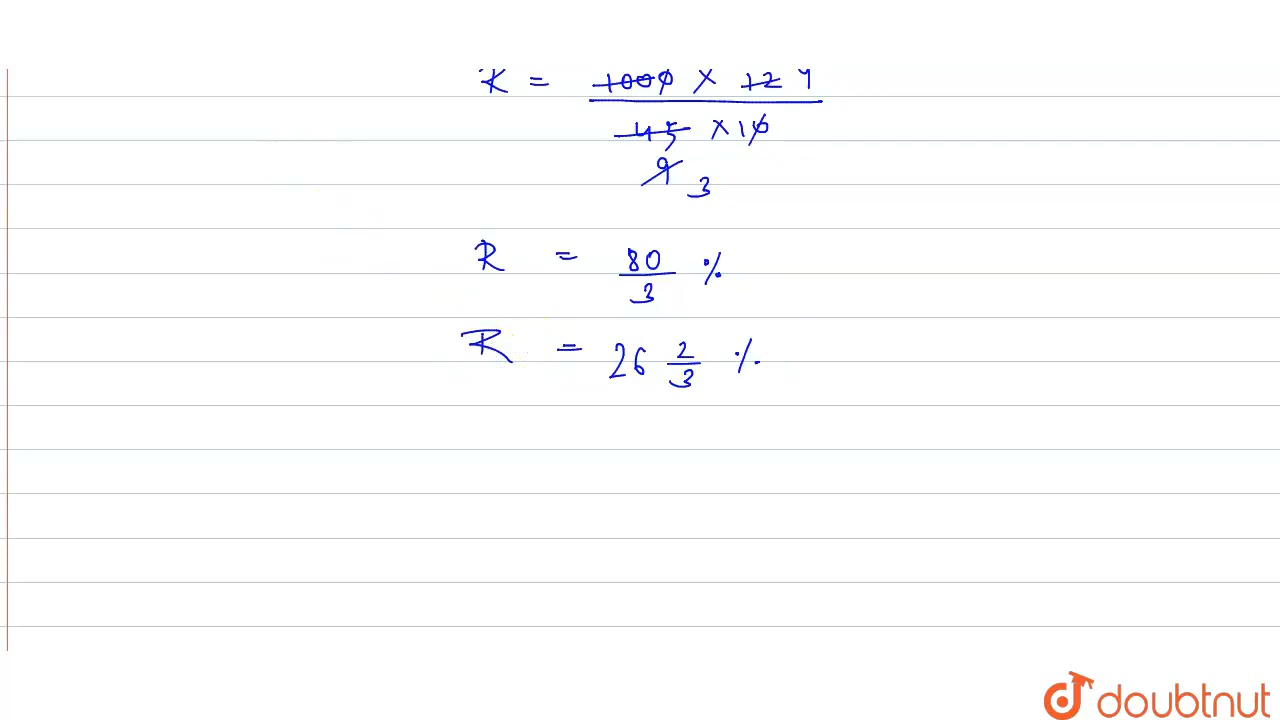 R = 1000 × 12 4
45 × 10
9 3
R = 80/3 %
R = 26 2/3 %
doubtnut